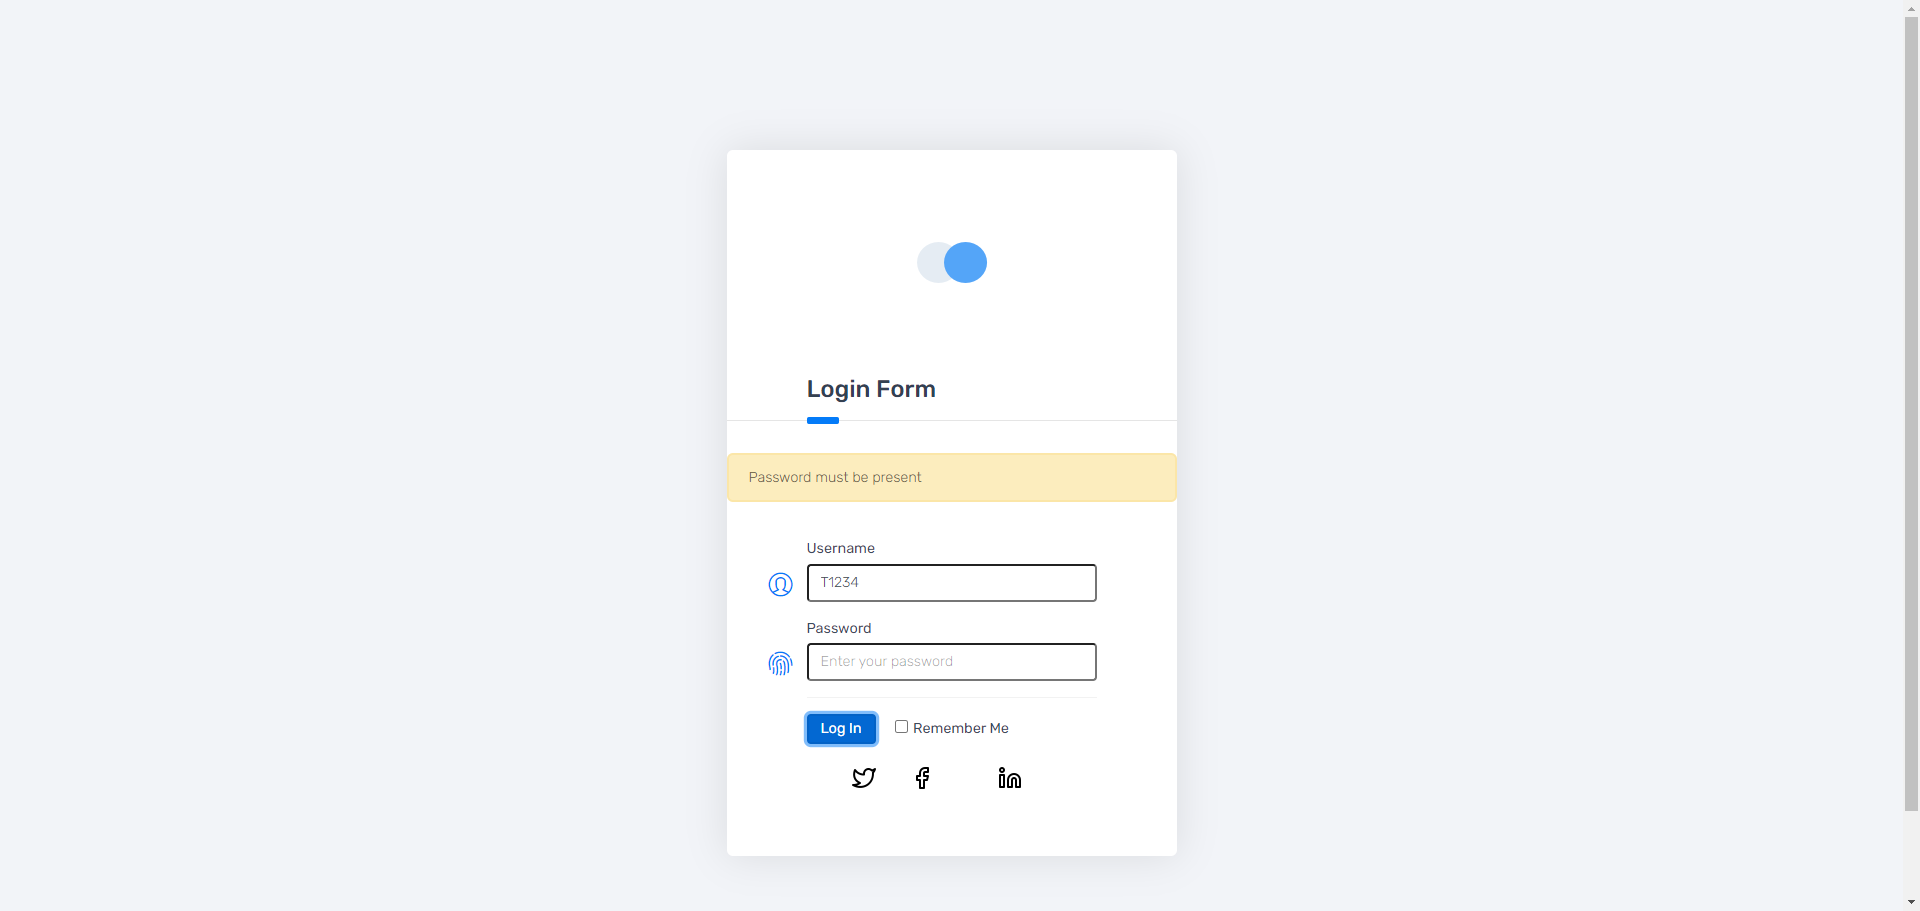 Login Form
Password must be present
Username
T1234
Password
Enter your password
Log In Remember Me